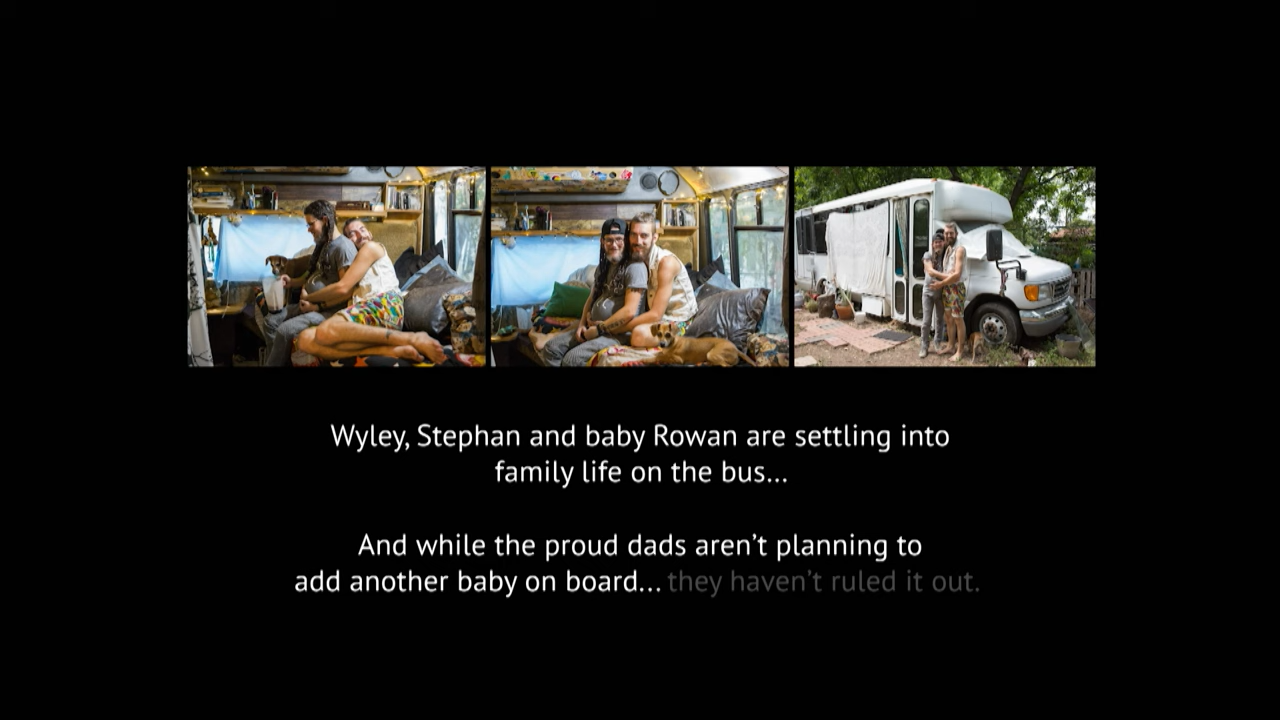 Wyley, Stephan and baby Rowan are settling into
family life on the bus...
And while the proud dads aren’t planning to
add another baby on board... they haven’t ruled it out.